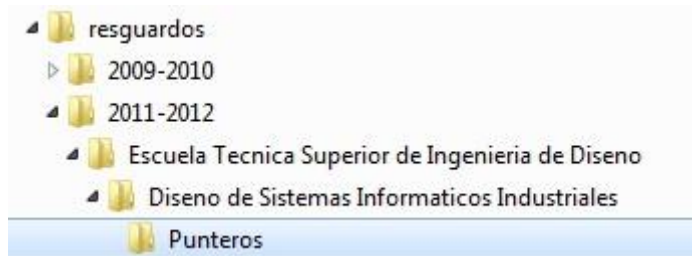 resguardos
2009-2010
2011-2012
Escuela Tecnica Superior de Ingenieria de Diseno
Diseno de Sistemas Informaticos Industriales
Punteros